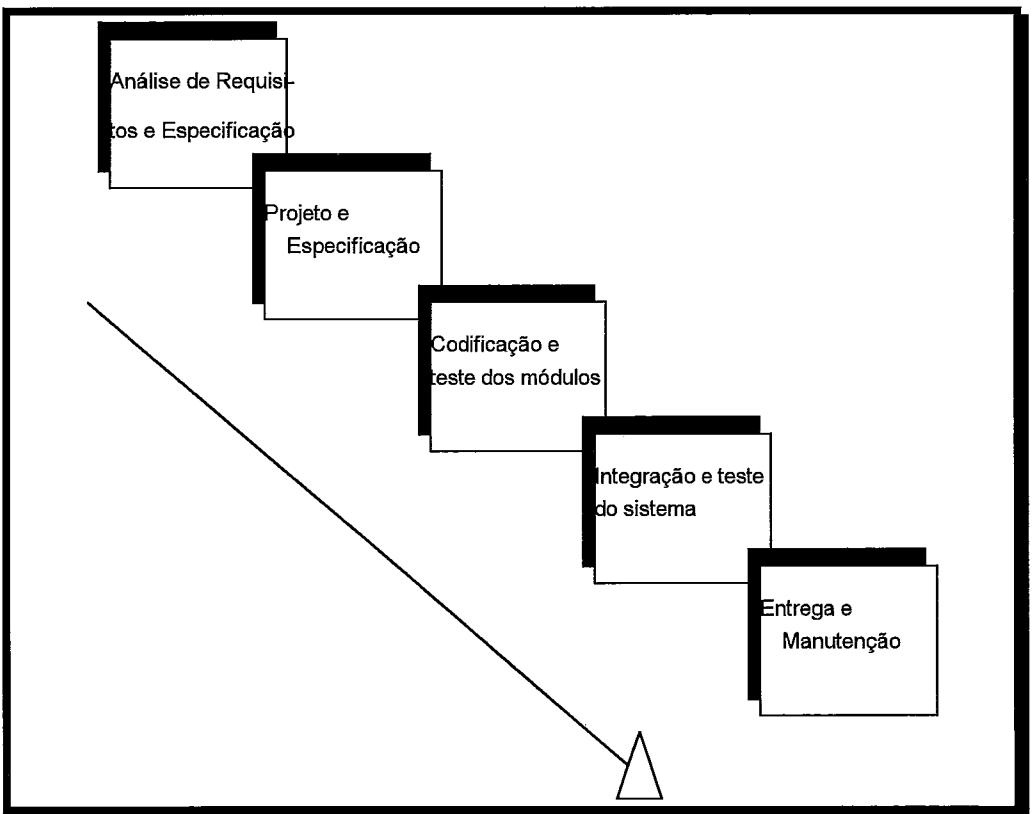 Análise de Requisi-
tos e Especificação
Projeto e
Especificação
Codificação e
teste dos módulos
Integração e teste
do sistema
Entrega e
Manutenção